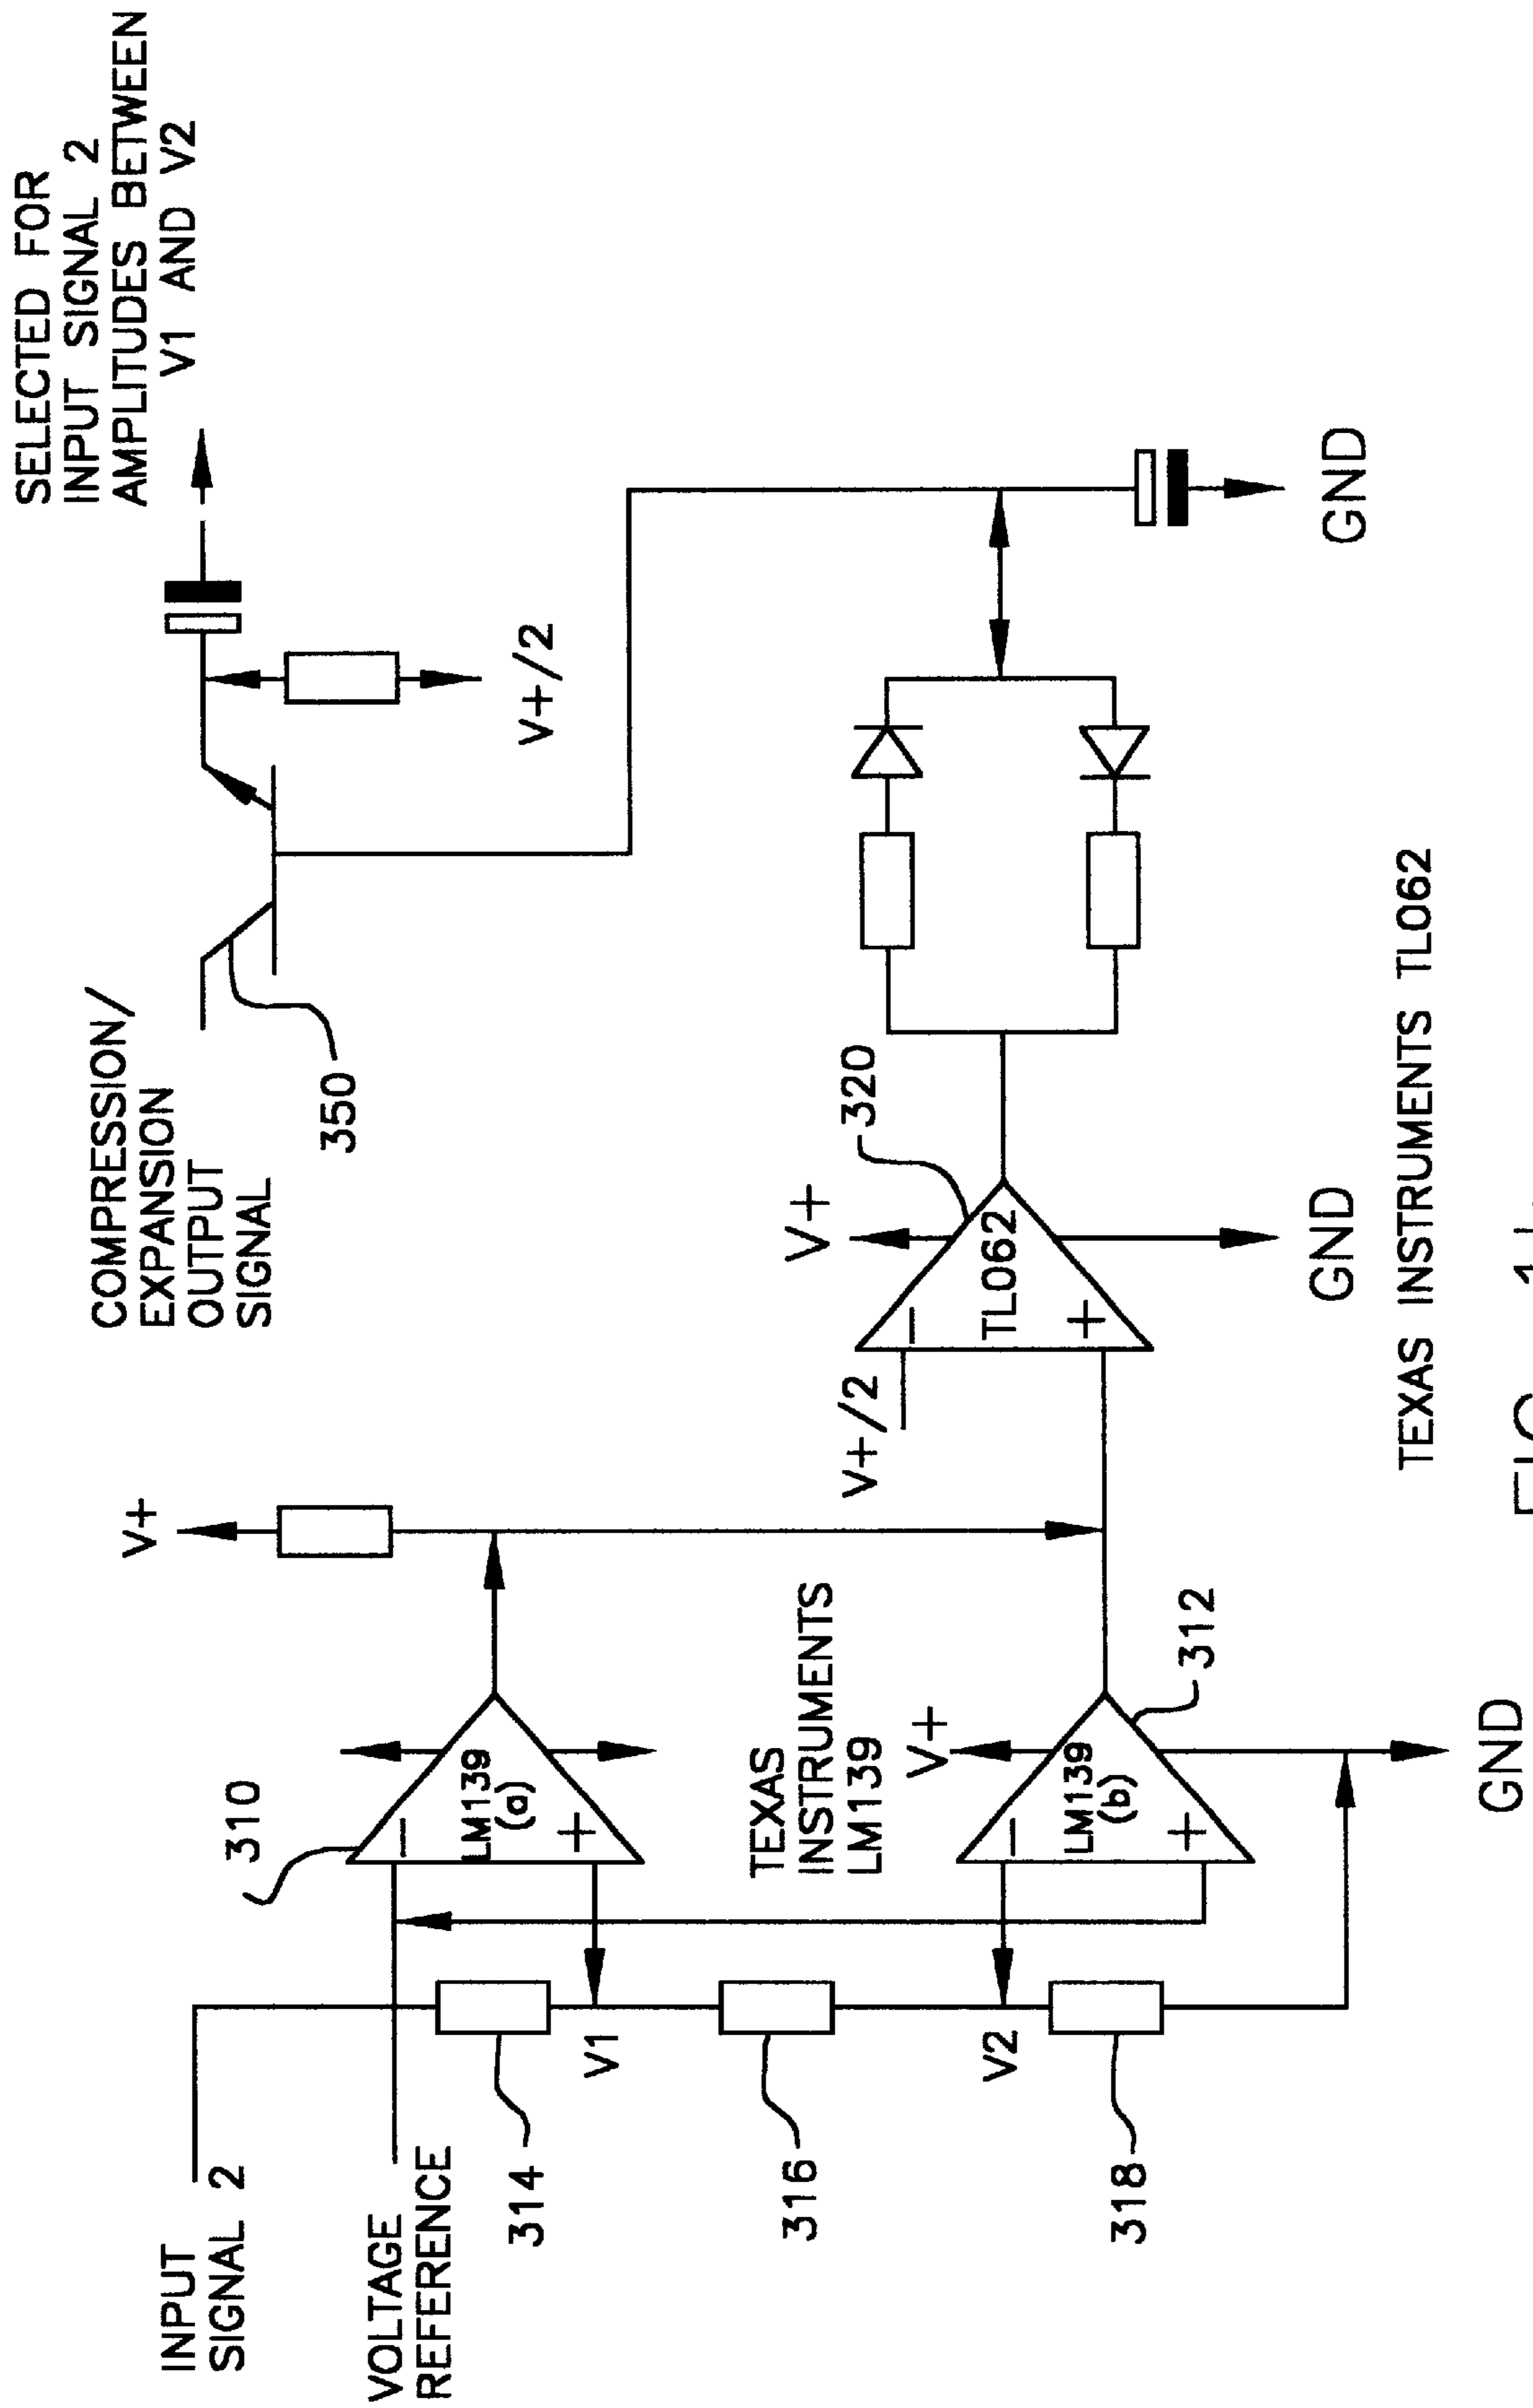 SELECTED FOR
INPUT SIGNAL 2
AMPLITUDES BETWEEN
V1 AND V2
COMPRESSION/
EXPANSION
OUTPUT
SIGNAL
350
V+/2
INPUT
SIGNAL 2
VOLTAGE
REFERENCE
310
V+
−
LM139
(a)
+
314
V1
316
TEXAS
INSTRUMENTS
LM139
V+
V2
−
LM139
(b)
+
312
318
GND
V+/2
V+
320
−
TL062
+
GND
GND
TEXAS INSTRUMENTS TL062